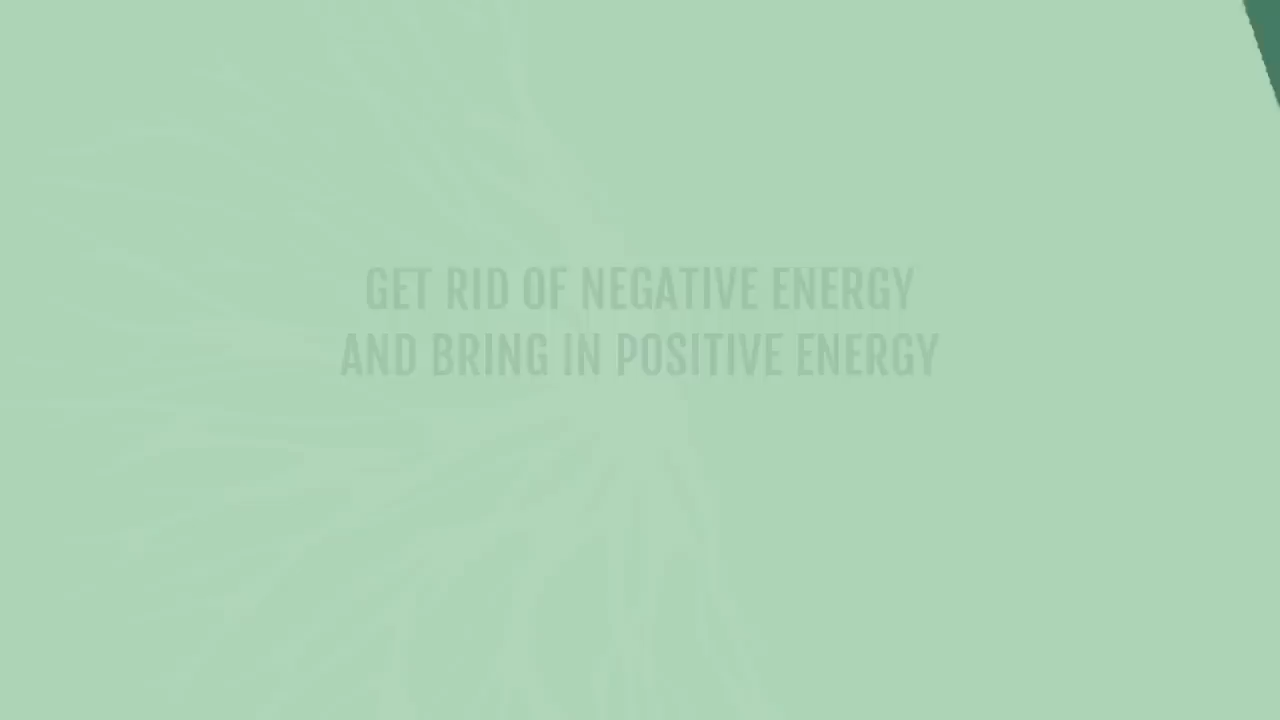 GET RID OF NEGATIVE ENERGY
AND BRING IN POSITIVE ENERGY